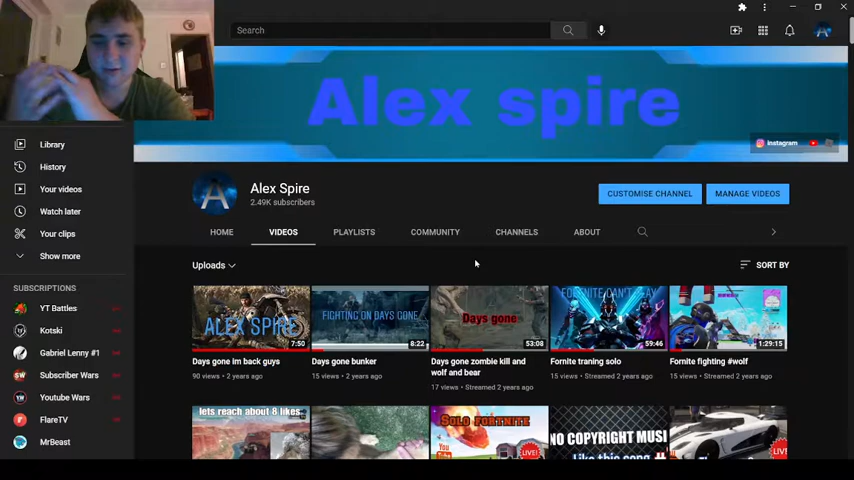 Search
Alex spire
Instagram
Library
History
Your videos
Watch later
Your clips
Show more
SUBSCRIPTIONS
YT Battles
Kotski
Gabriel Lenny #1
Subscriber Wars
Youtube Wars
FlareTV
MrBeast
A
Alex Spire
2.49K subscribers
CUSTOMISE CHANNEL
MANAGE VIDEOS
HOME
VIDEOS
PLAYLISTS
COMMUNITY
CHANNELS
ABOUT
Uploads
SORT BY
ALEX SPIRE
7:50
Days gone im back guys
90 views • 2 years ago
FIGHTING ON DAYS GONE
8:22
Days gone bunker
15 views • 2 years ago
Days gone
53:08
Days gone zombie kill and
wolf and bear
17 views • Streamed 2 years ago
59:46
Fornite traning solo
15 views • Streamed 2 years ago
1:29:15
Fornite fighting #wolf
15 views • Streamed 2 years ago
lets reach about 8 likes
SOLO FORTNITE
LIVE!
NO COPYRIGHT MUSI
Like this song
LIVE